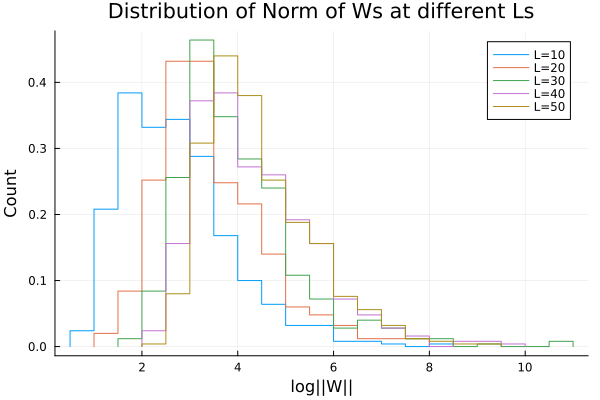 Distribution of Norm of Ws at different Ls
Count
0.4
0.3
0.2
0.1
0.0
L=10
L=20
L=30
L=40
L=50
2 4 6 8 10
log||W||